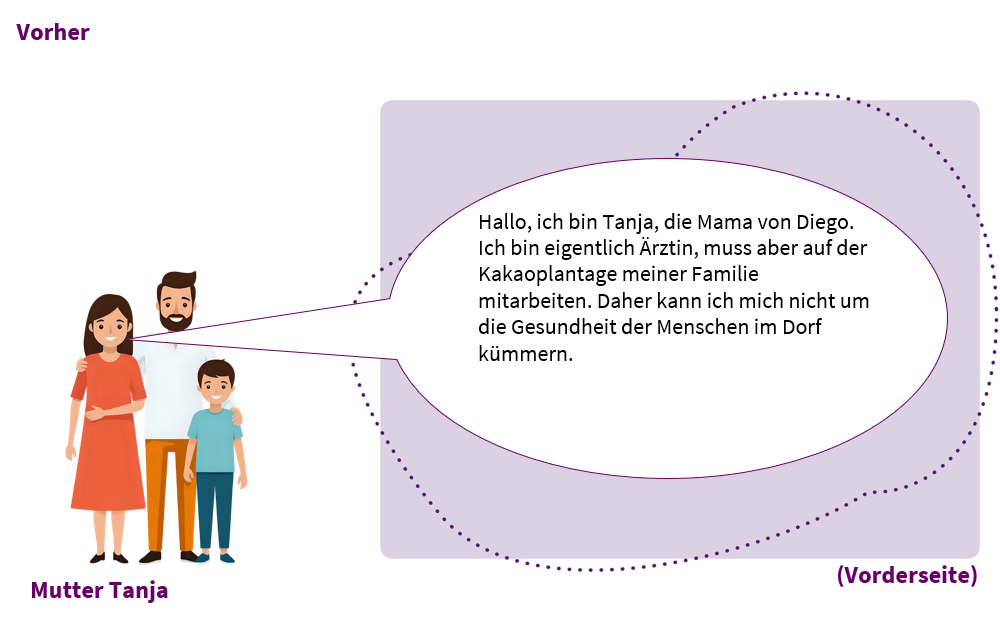 Vorher
Hallo, ich bin Tanja, die Mama von Diego.
Ich bin eigentlich Ärztin, muss aber auf der
Kakaoplantage meiner Familie
mitarbeiten. Daher kann ich mich nicht um
die Gesundheit der Menschen im Dorf
kümmern.
(Vorderseite)
Mutter Tanja